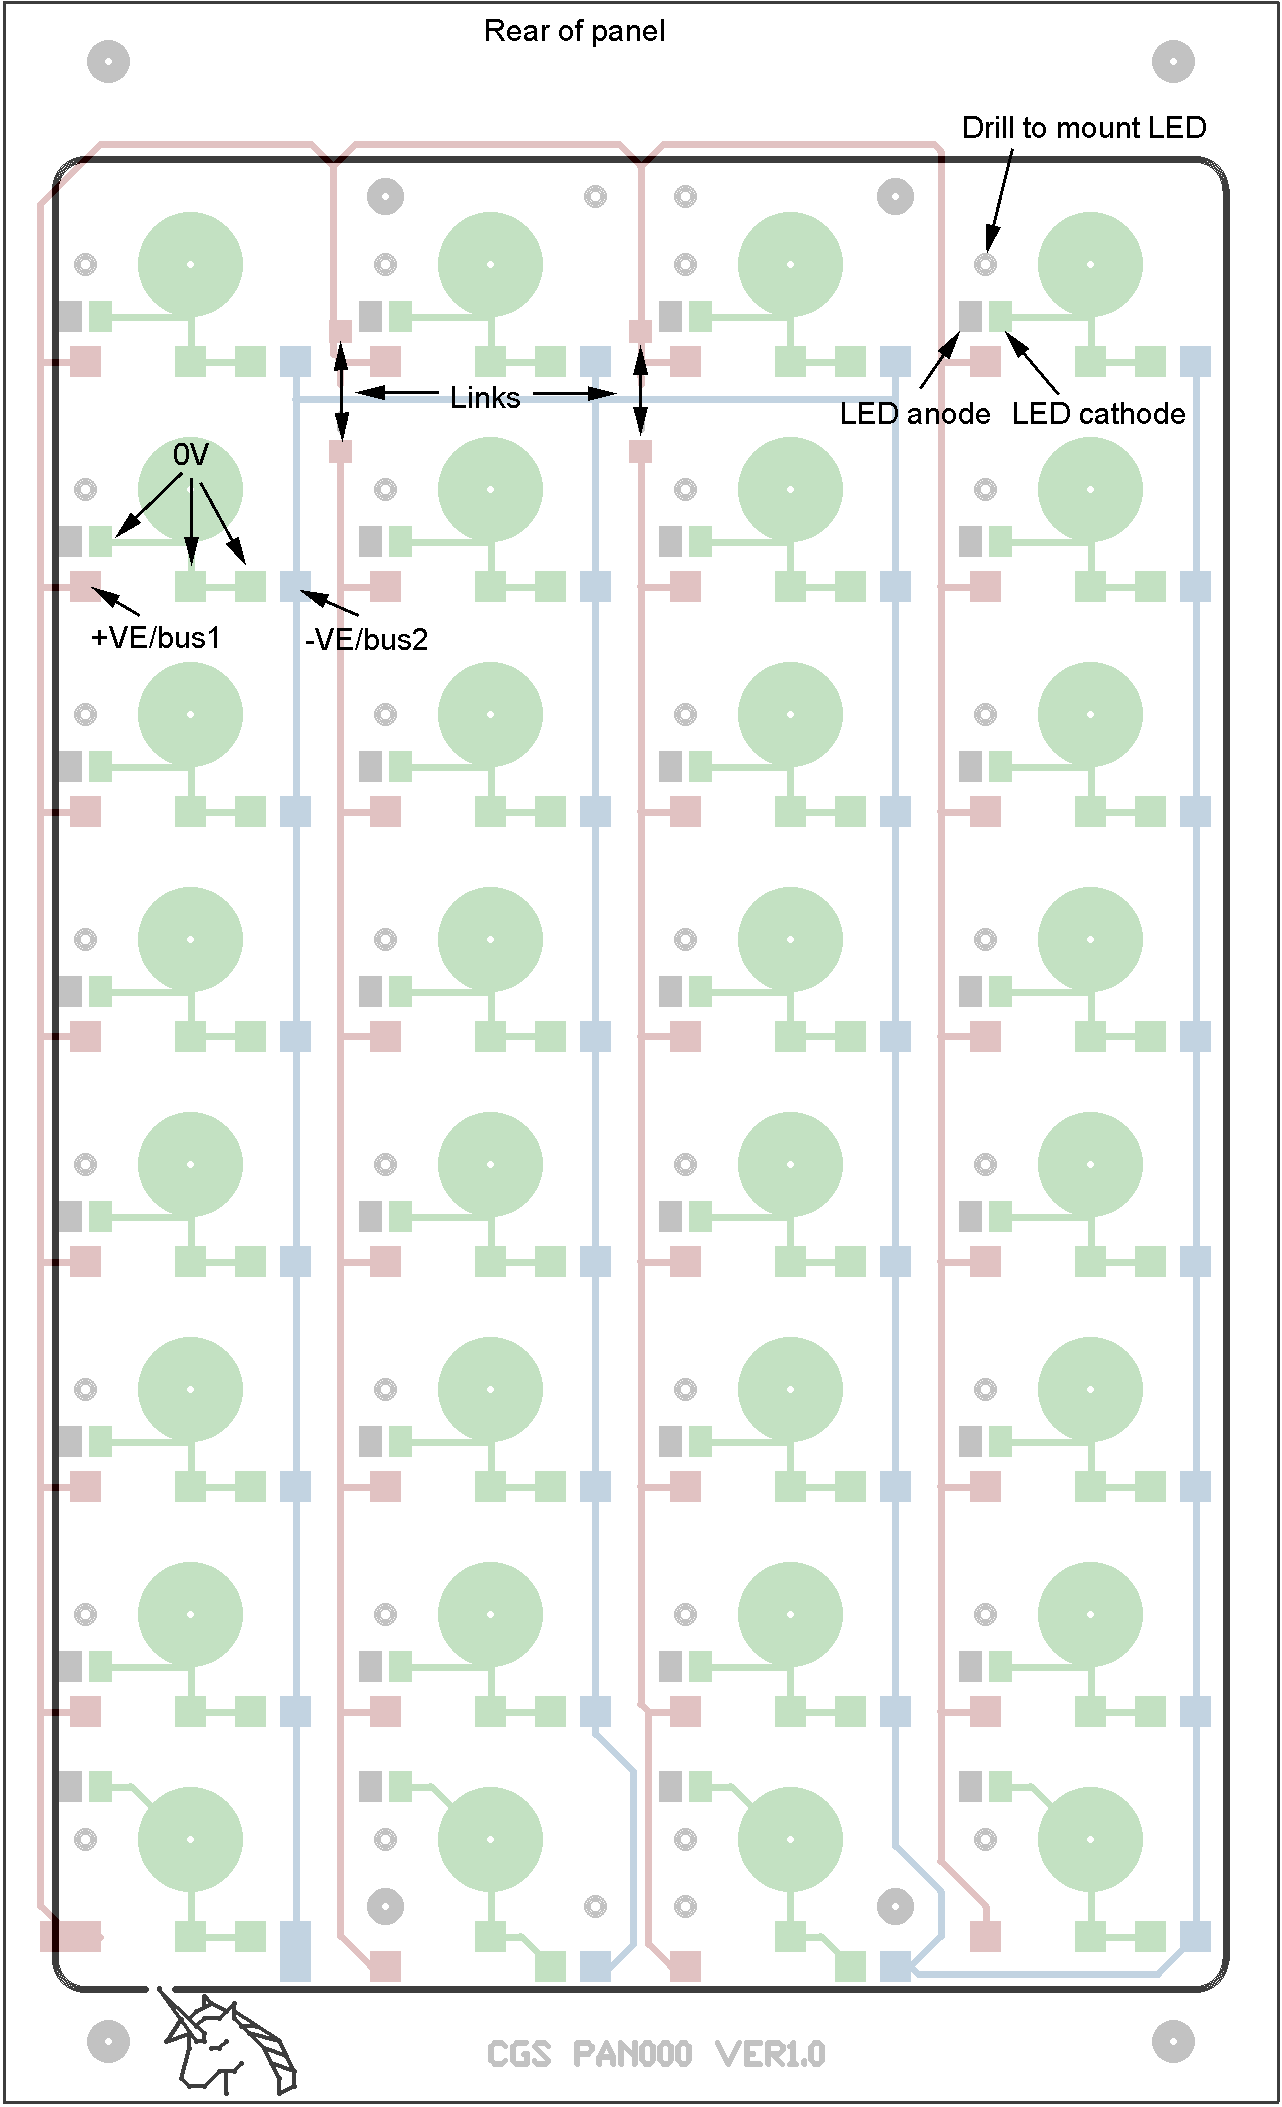 Rear of panel
Drill to mount LED
Links
LED anode
LED cathode
0V
+VE/bus1
-VE/bus2
CGS PAN000 VER1.0